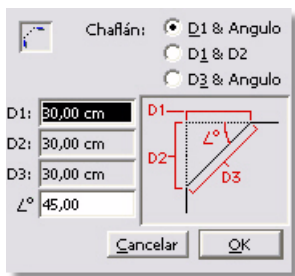 Chaflán: D1 & Angulo
D1 & D2
D3 & Angulo
D1: 30,00 cm
D2: 30,00 cm
D3: 30,00 cm
∠° 45,00
D1
∠°
D2
D3
Cancelar OK